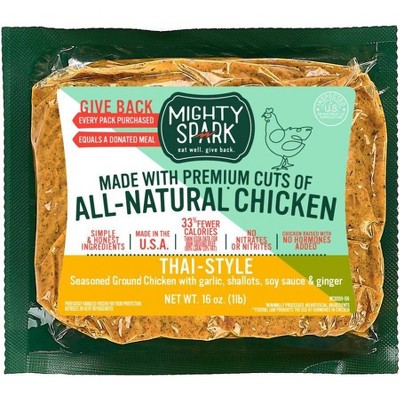 GIVE BACK
EVERY PACK PURCHASED
EQUALS A DONATED MEAL
MIGHTY
SPARK
eat well. give back.
MADE WITH PREMIUM CUTS OF
ALL-NATURAL* CHICKEN
SIMPLE
& HONEST
INGREDIENTS
MADE IN THE
U.S.A.
33% FEWER
CALORIES
NO
NITRATES
OR NITRITES
CHICKEN RAISED WITH
NO HORMONES
ADDED
THAI-STYLE
Seasoned Ground Chicken with garlic, shallots, soy sauce & ginger
NET WT. 16 oz. (1lb)